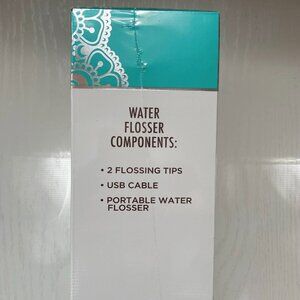 WATER
FLOSSER
COMPONENTS:
• 2 FLOSSING TIPS
• USB CABLE
• PORTABLE WATER
FLOSSER